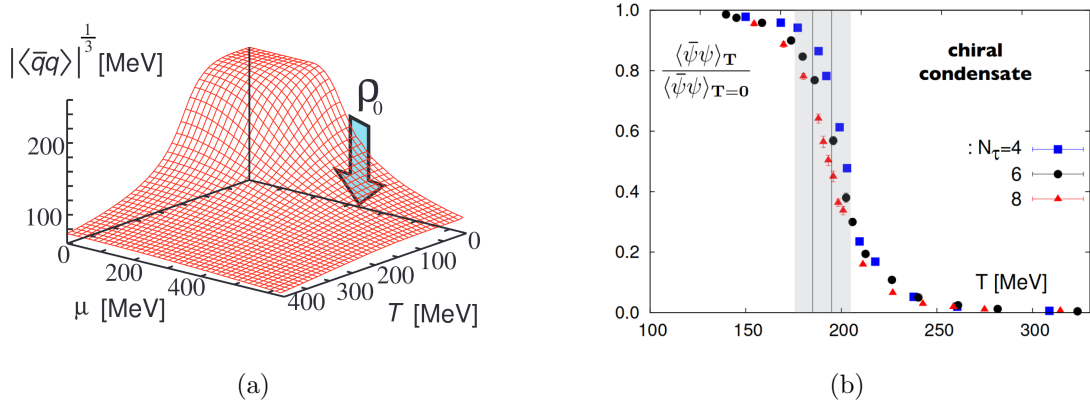 |⟨q̄q⟩|^{1/3} [MeV]
ρ₀
200
100
0
200
400
μ [MeV]
400
300
200
100
0
T [MeV]
(a)
1.0
0.8
0.6
0.4
0.2
0.0
100
150
200
250
300
⟨ψ̄ψ⟩_T
⟨ψ̄ψ⟩_{T=0}
chiral
condensate
: N_τ=4
6
8
T [MeV]
(b)